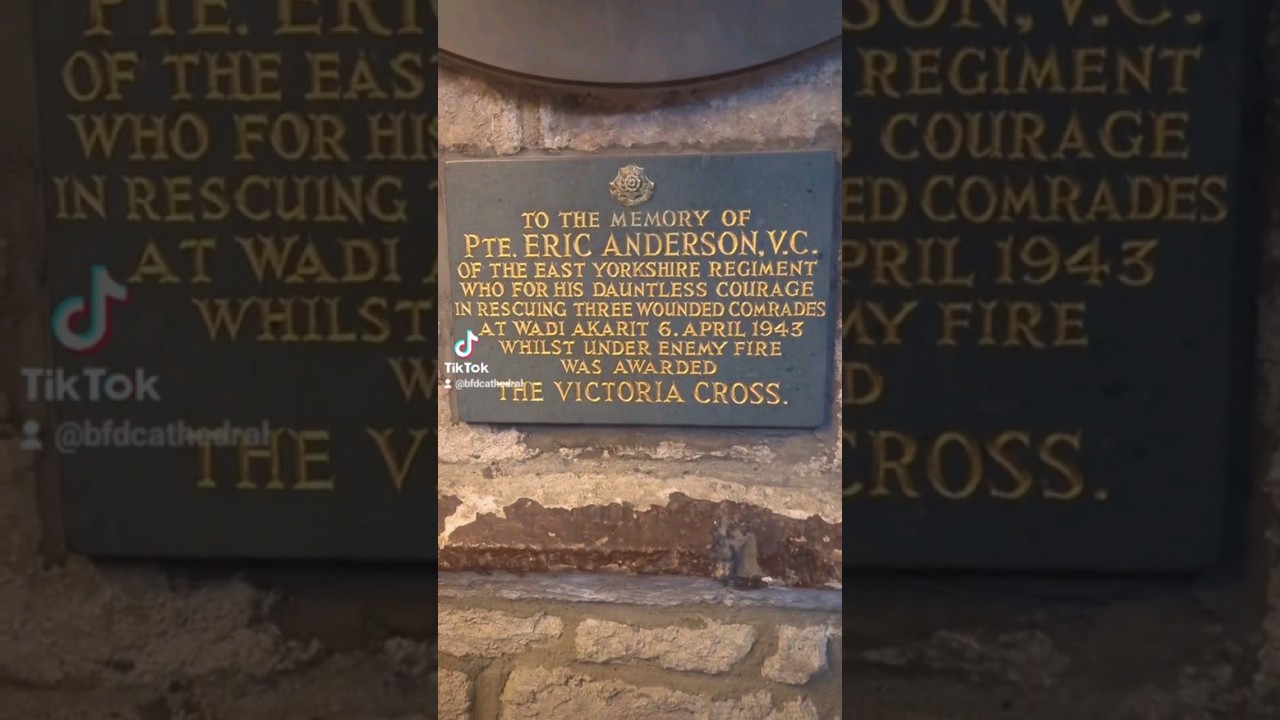 TO THE MEMORY OF
PTE. ERIC ANDERSON, V.C.
OF THE EAST YORKSHIRE REGIMENT
WHO FOR HIS DAUNTLESS COURAGE
IN RESCUING THREE WOUNDED COMRADES
AT WADI AKARIT 6. APRIL 1943
WHILST UNDER ENEMY FIRE
WAS AWARDED
THE VICTORIA CROSS.
TikTok
@bfdcathedral